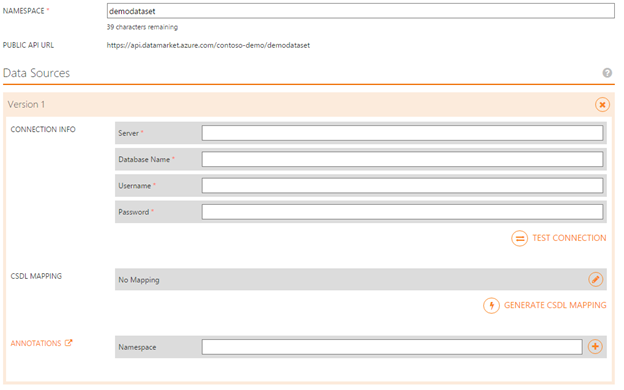 NAMESPACE * demodataset
39 characters remaining
PUBLIC API URL https://api.datamarket.azure.com/contoso-demo/demodataset
Data Sources ?
Version 1
CONNECTION INFO Server *
Database Name *
Username *
Password *
TEST CONNECTION
CSDL MAPPING No Mapping
GENERATE CSDL MAPPING
ANNOTATIONS Namespace